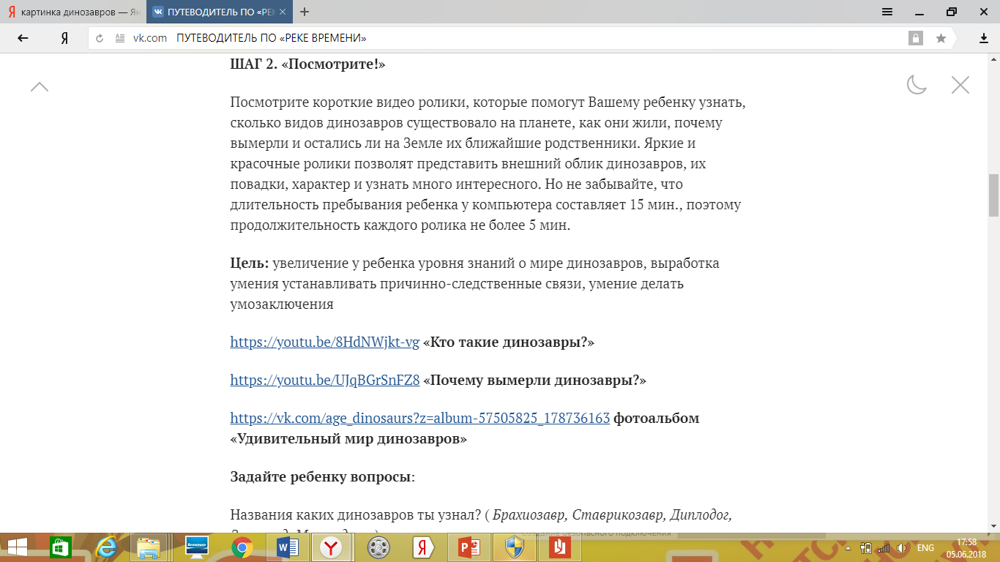 картинка динозавров — Ян
ПУТЕВОДИТЕЛЬ ПО «РЕК
vk.com ПУТЕВОДИТЕЛЬ ПО «РЕКЕ ВРЕМЕНИ»
ШАГ 2. «Посмотрите!»
Посмотрите короткие видео ролики, которые помогут Вашему ребенку узнать,
сколько видов динозавров существовало на планете, как они жили, почему
вымерли и остались ли на Земле их ближайшие родственники. Яркие и
красочные ролики позволят представить внешний облик динозавров, их
повадки, характер и узнать много интересного. Но не забывайте, что
длительность пребывания ребенка у компьютера составляет 15 мин., поэтому
продолжительность каждого ролика не более 5 мин.
Цель: увеличение у ребенка уровня знаний о мире динозавров, выработка
умения устанавливать причинно-следственные связи, умение делать
умозаключения
https://youtu.be/8HdNWjkt-vg «Кто такие динозавры?»
https://youtu.be/UJqBGrSnFZ8 «Почему вымерли динозавры?»
https://vk.com/age_dinosaurs?z=album-57505825_178736163 фотоальбом
«Удивительный мир динозавров»
Задайте ребенку вопросы:
Названия каких динозавров ты узнал? ( Брахиозавр, Ставрикозавр, Диплодог,
создание безопасного подключения
lenovo
ENG
17:58
05.06.2018